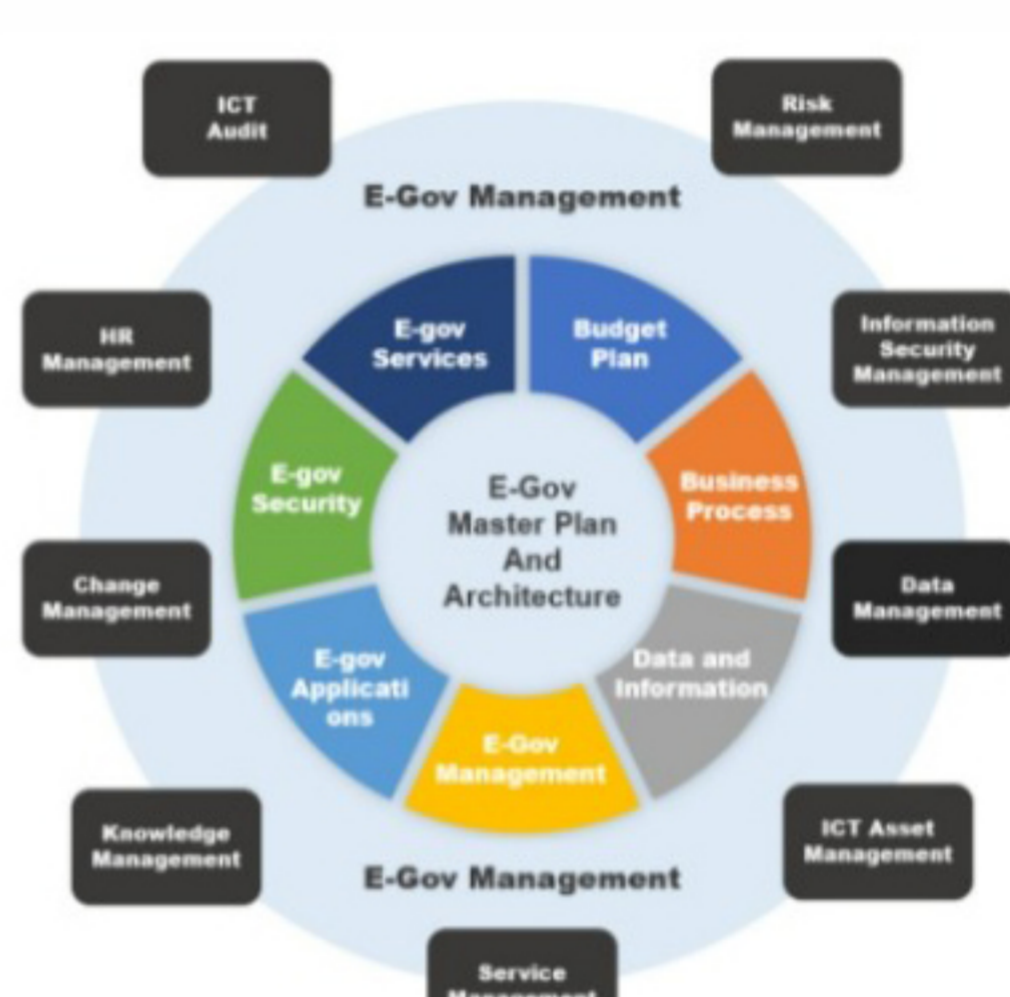 ICT
Audit
Risk
Management
E-Gov Management
HR
Management
E-gov
Services
Budget
Plan
Information
Security
Management
E-gov
Security
E-Gov
Master Plan
And
Architecture
Business
Process
Change
Management
Data
Management
E-gov
Applicati
ons
Data and
Information
E-Gov
Management
Knowledge
Management
ICT Asset
Management
E-Gov Management
Service
Management